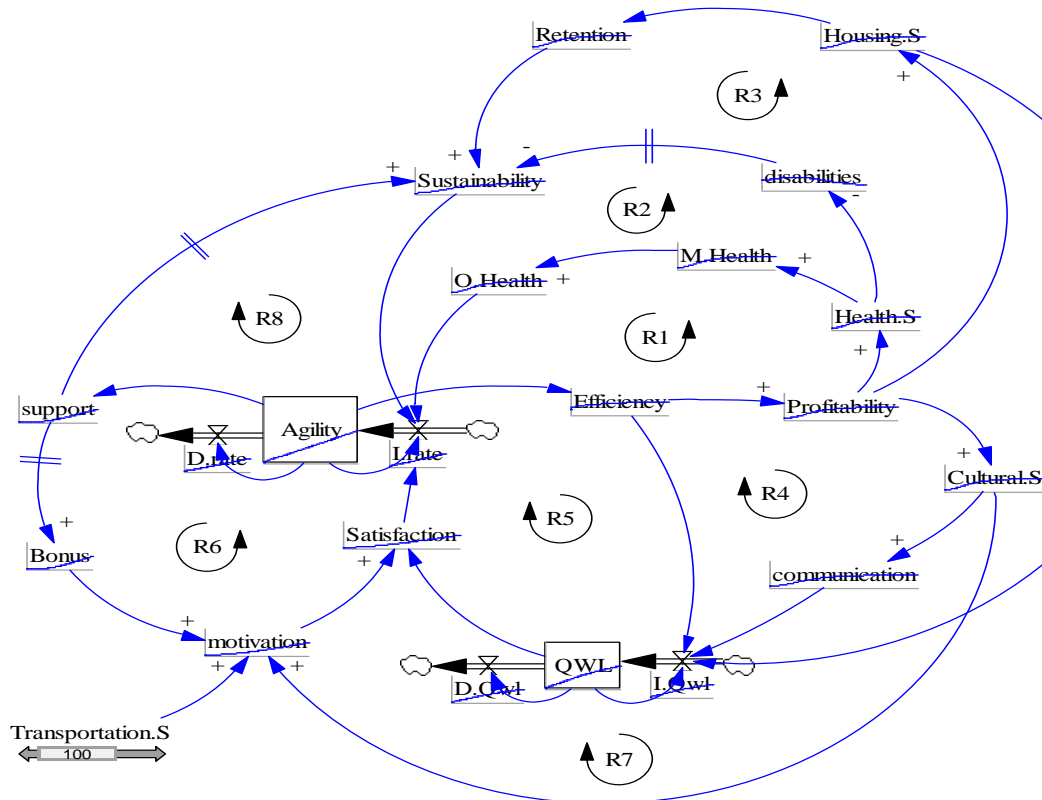 Retention
Housing.S
+
R3
+
+
-
Sustainability
disabilities
-
R2
M.Health
+
O.Health
+
Health.S
+
R8
R1
support
Agility
Efficiency
+
Profitability
D.rate
I.rate
+
Cultural.S
R4
R5
+
Bonus
R6
Satisfaction
+
+
communication
+
motivation
+
+
QWL
D.Qwl
I.Qwl
Transportation.S
100
R7